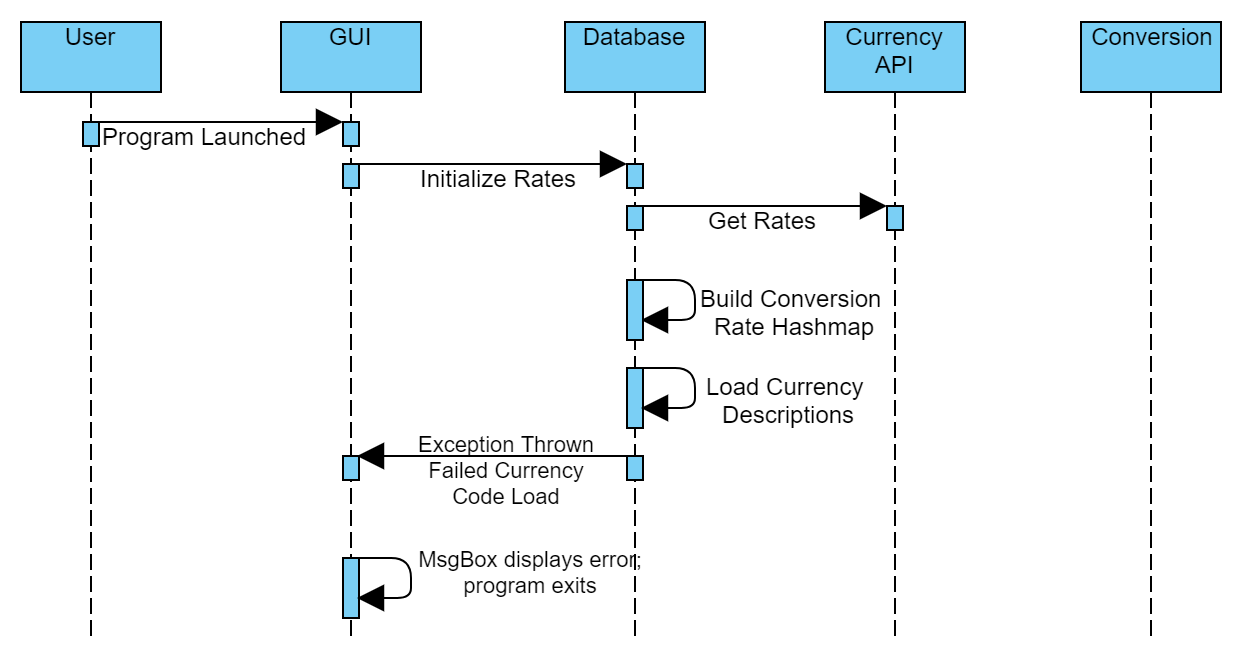 User
GUI
Database
Currency
API
Conversion
Program Launched
Initialize Rates
Get Rates
Build Conversion
Rate Hashmap
Load Currency
Descriptions
Exception Thrown
Failed Currency
Code Load
MsgBox displays error;
program exits